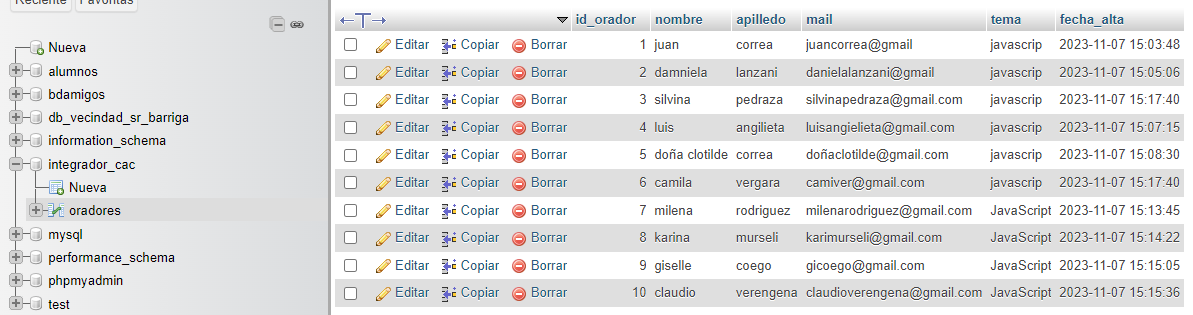 Reciente Favoritas
Nueva
alumnos
bdamigos
db_vecindad_sr_barriga
information_schema
integrador_cac
Nueva
oradores
mysql
performance_schema
phpmyadmin
test
id_orador nombre apilledo mail tema fecha_alta
Editar Copiar Borrar 1 juan correa juancorrea@gmail javascrip 2023-11-07 15:03:48
Editar Copiar Borrar 2 damniela lanzani danielalanzani@gmail javascrip 2023-11-07 15:05:06
Editar Copiar Borrar 3 silvina pedraza silvinapedraza@gmail.com javascrip 2023-11-07 15:17:40
Editar Copiar Borrar 4 luis angilieta luisangielieta@gmail.com javascrip 2023-11-07 15:07:15
Editar Copiar Borrar 5 doña clotilde correa doñaclotilde@gmail.com javascrip 2023-11-07 15:08:30
Editar Copiar Borrar 6 camila vergara camiver@gmail.com javascrip 2023-11-07 15:17:40
Editar Copiar Borrar 7 milena rodriguez milenarodriguez@gmail.com JavaScript 2023-11-07 15:13:45
Editar Copiar Borrar 8 karina murseli karimurseli@gmail.com JavaScript 2023-11-07 15:14:22
Editar Copiar Borrar 9 giselle coego gicoego@gmail.com JavaScript 2023-11-07 15:15:05
Editar Copiar Borrar 10 claudio verengena claudioverengena@gmail.com JavaScript 2023-11-07 15:15:36